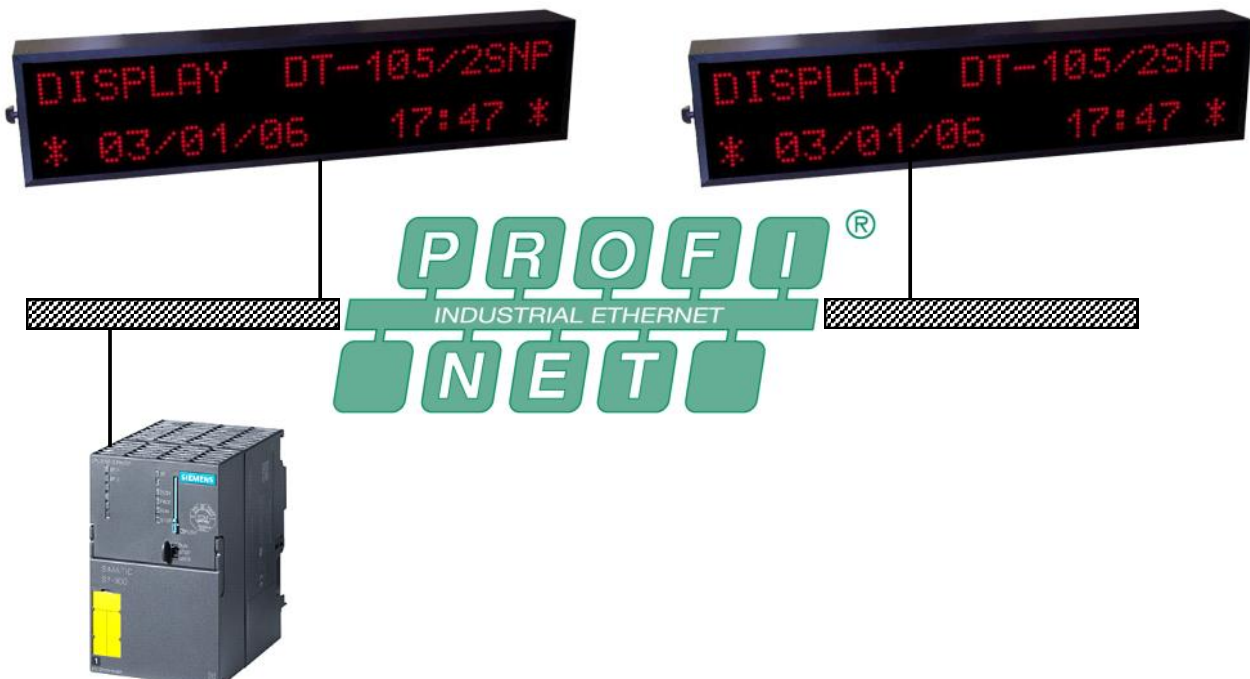 DISPLAY DT-105/2SNP
* 03/01/06 17:47 *
DISPLAY DT-105/2SNP
* 03/01/06 17:47 *
PROFI ®
INDUSTRIAL ETHERNET
NET
SIEMENS
SIMATIC
S7-300
1